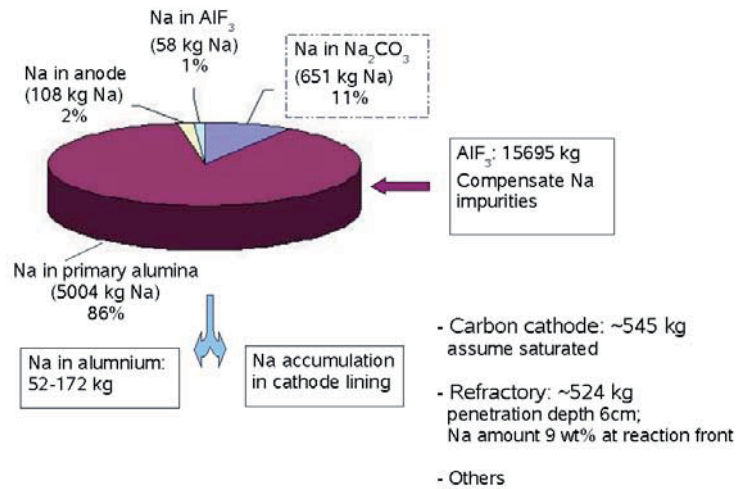 Na in AlF₃
(58 kg Na)
1%
Na in Na₂CO₃
(651 kg Na)
11%
Na in anode
(108 kg Na)
2%
AlF₃: 15695 kg
Compensate Na
impurities
Na in primary alumina
(5004 kg Na)
86%
Na in alumnium:
52-172 kg
Na accumulation
in cathode lining
- Carbon cathode: ~545 kg
assume saturated
- Refractory: ~524 kg
penetration depth 6cm;
Na amount 9 wt% at reaction front
- Others